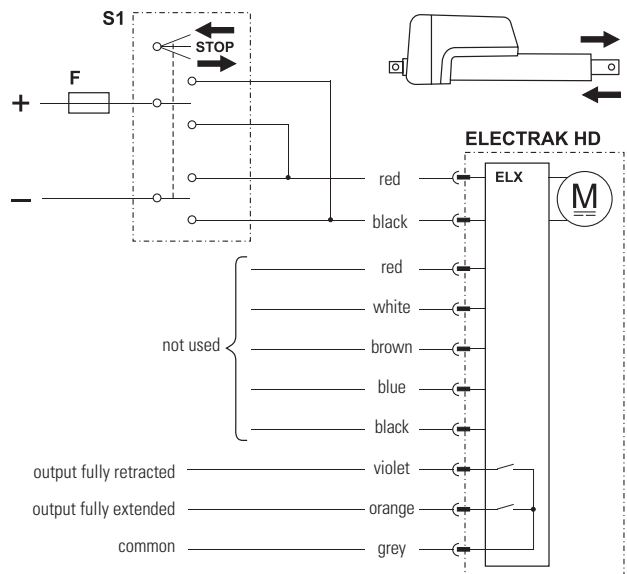 S1
STOP
F
+
−
ELECTRAK HD
ELX
M
red
black
red
white
not used
brown
blue
black
output fully retracted
violet
output fully extended
orange
common
grey